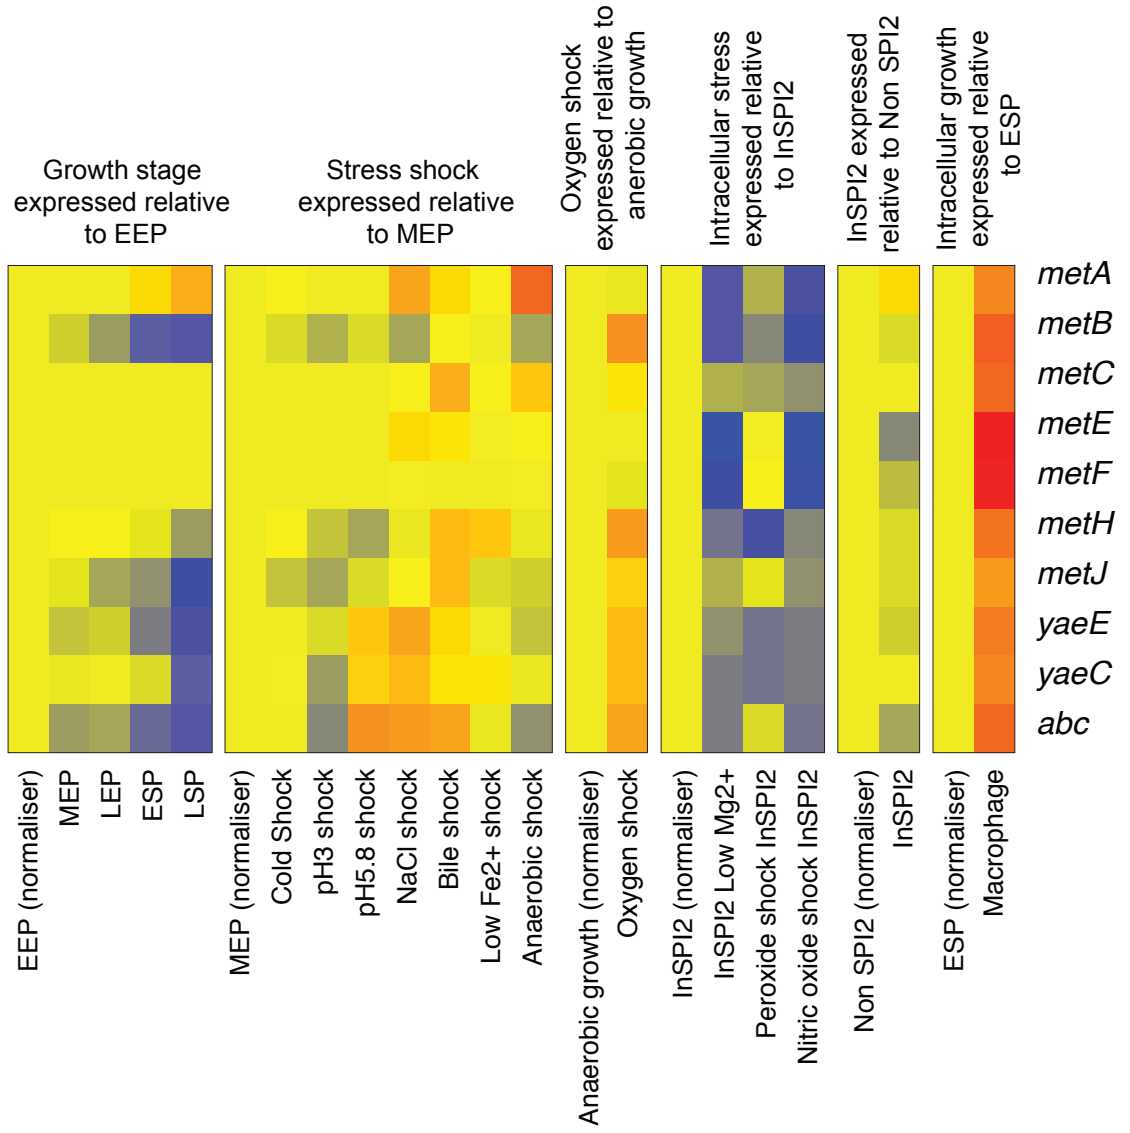 Growth stage
expressed relative
to EEP
Stress shock
expressed relative
to MEP
Oxygen shock
expressed relative to
anerobic growth
Intracellular stress
expressed relative
to InSPI2
InSPI2 expressed
relative to Non SPI2
Intracellular growth
expressed relative
to ESP
metA
metB
metC
metE
metF
metH
metJ
yaeE
yaeC
abc
EEP (normaliser)
MEP
LEP
ESP
LSP
MEP (normaliser)
Cold Shock
pH3 shock
pH5.8 shock
NaCl shock
Bile shock
Low Fe2+ shock
Anaerobic shock
Anaerobic growth (normaliser)
Oxygen shock
InSPI2 (normaliser)
InSPI2 Low Mg2+
Peroxide shock InSPI2
Nitric oxide shock InSPI2
Non SPI2 (normaliser)
InSPI2
ESP (normaliser)
Macrophage